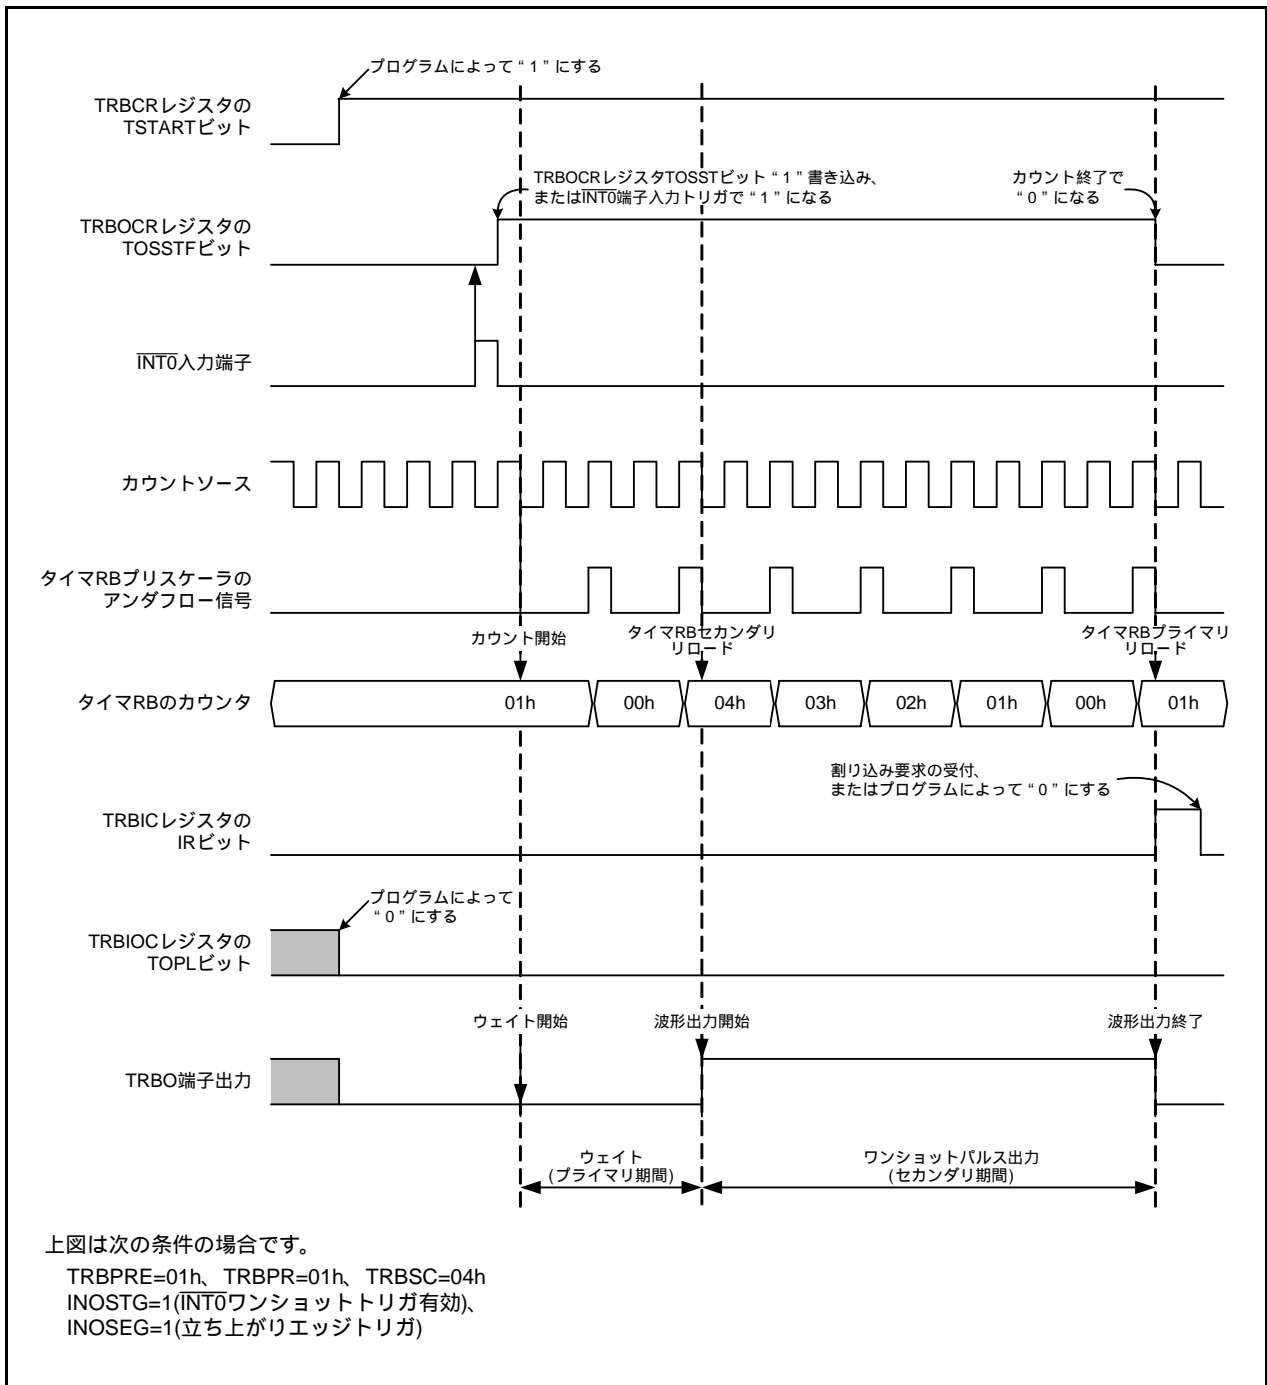 プログラムによって“1”にする
TRBCRレジスタの
TSTARTビット
TRBOCRレジスタTOSSTビット“1”書き込み、
またはINT0端子入力トリガで“1”になる
カウント終了で
“0”になる
TRBOCRレジスタの
TOSSTFビット
INT0入力端子
カウントソース
タイマRBプリスケーラの
アンダフロー信号
カウント開始
タイマRBセカンダリ
リロード
タイマRBプライマリ
リロード
タイマRBのカウンタ
01h 00h 04h 03h 02h 01h 00h 01h
割り込み要求の受付、
またはプログラムによって“0”にする
TRBICレジスタの
IRビット
プログラムによって
“0”にする
TRBIOCレジスタの
TOPLビット
ウェイト開始
波形出力開始
波形出力終了
TRBO端子出力
ウェイト
(プライマリ期間)
ワンショットパルス出力
(セカンダリ期間)
上図は次の条件の場合です。
TRBPRE=01h、TRBPR=01h、TRBSC=04h
INOSTG=1(INT0ワンショットトリガ有効)、
INOSEG=1(立ち上がりエッジトリガ)